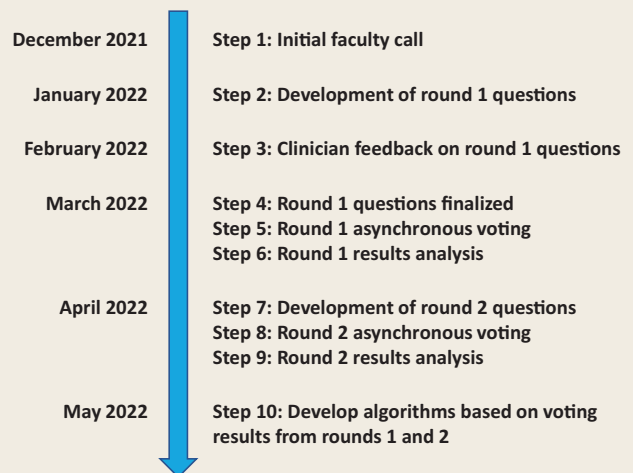 December 2021
Step 1: Initial faculty call
January 2022
Step 2: Development of round 1 questions
February 2022
Step 3: Clinician feedback on round 1 questions
March 2022
Step 4: Round 1 questions finalized
Step 5: Round 1 asynchronous voting
Step 6: Round 1 results analysis
April 2022
Step 7: Development of round 2 questions
Step 8: Round 2 asynchronous voting
Step 9: Round 2 results analysis
May 2022
Step 10: Develop algorithms based on voting
results from rounds 1 and 2